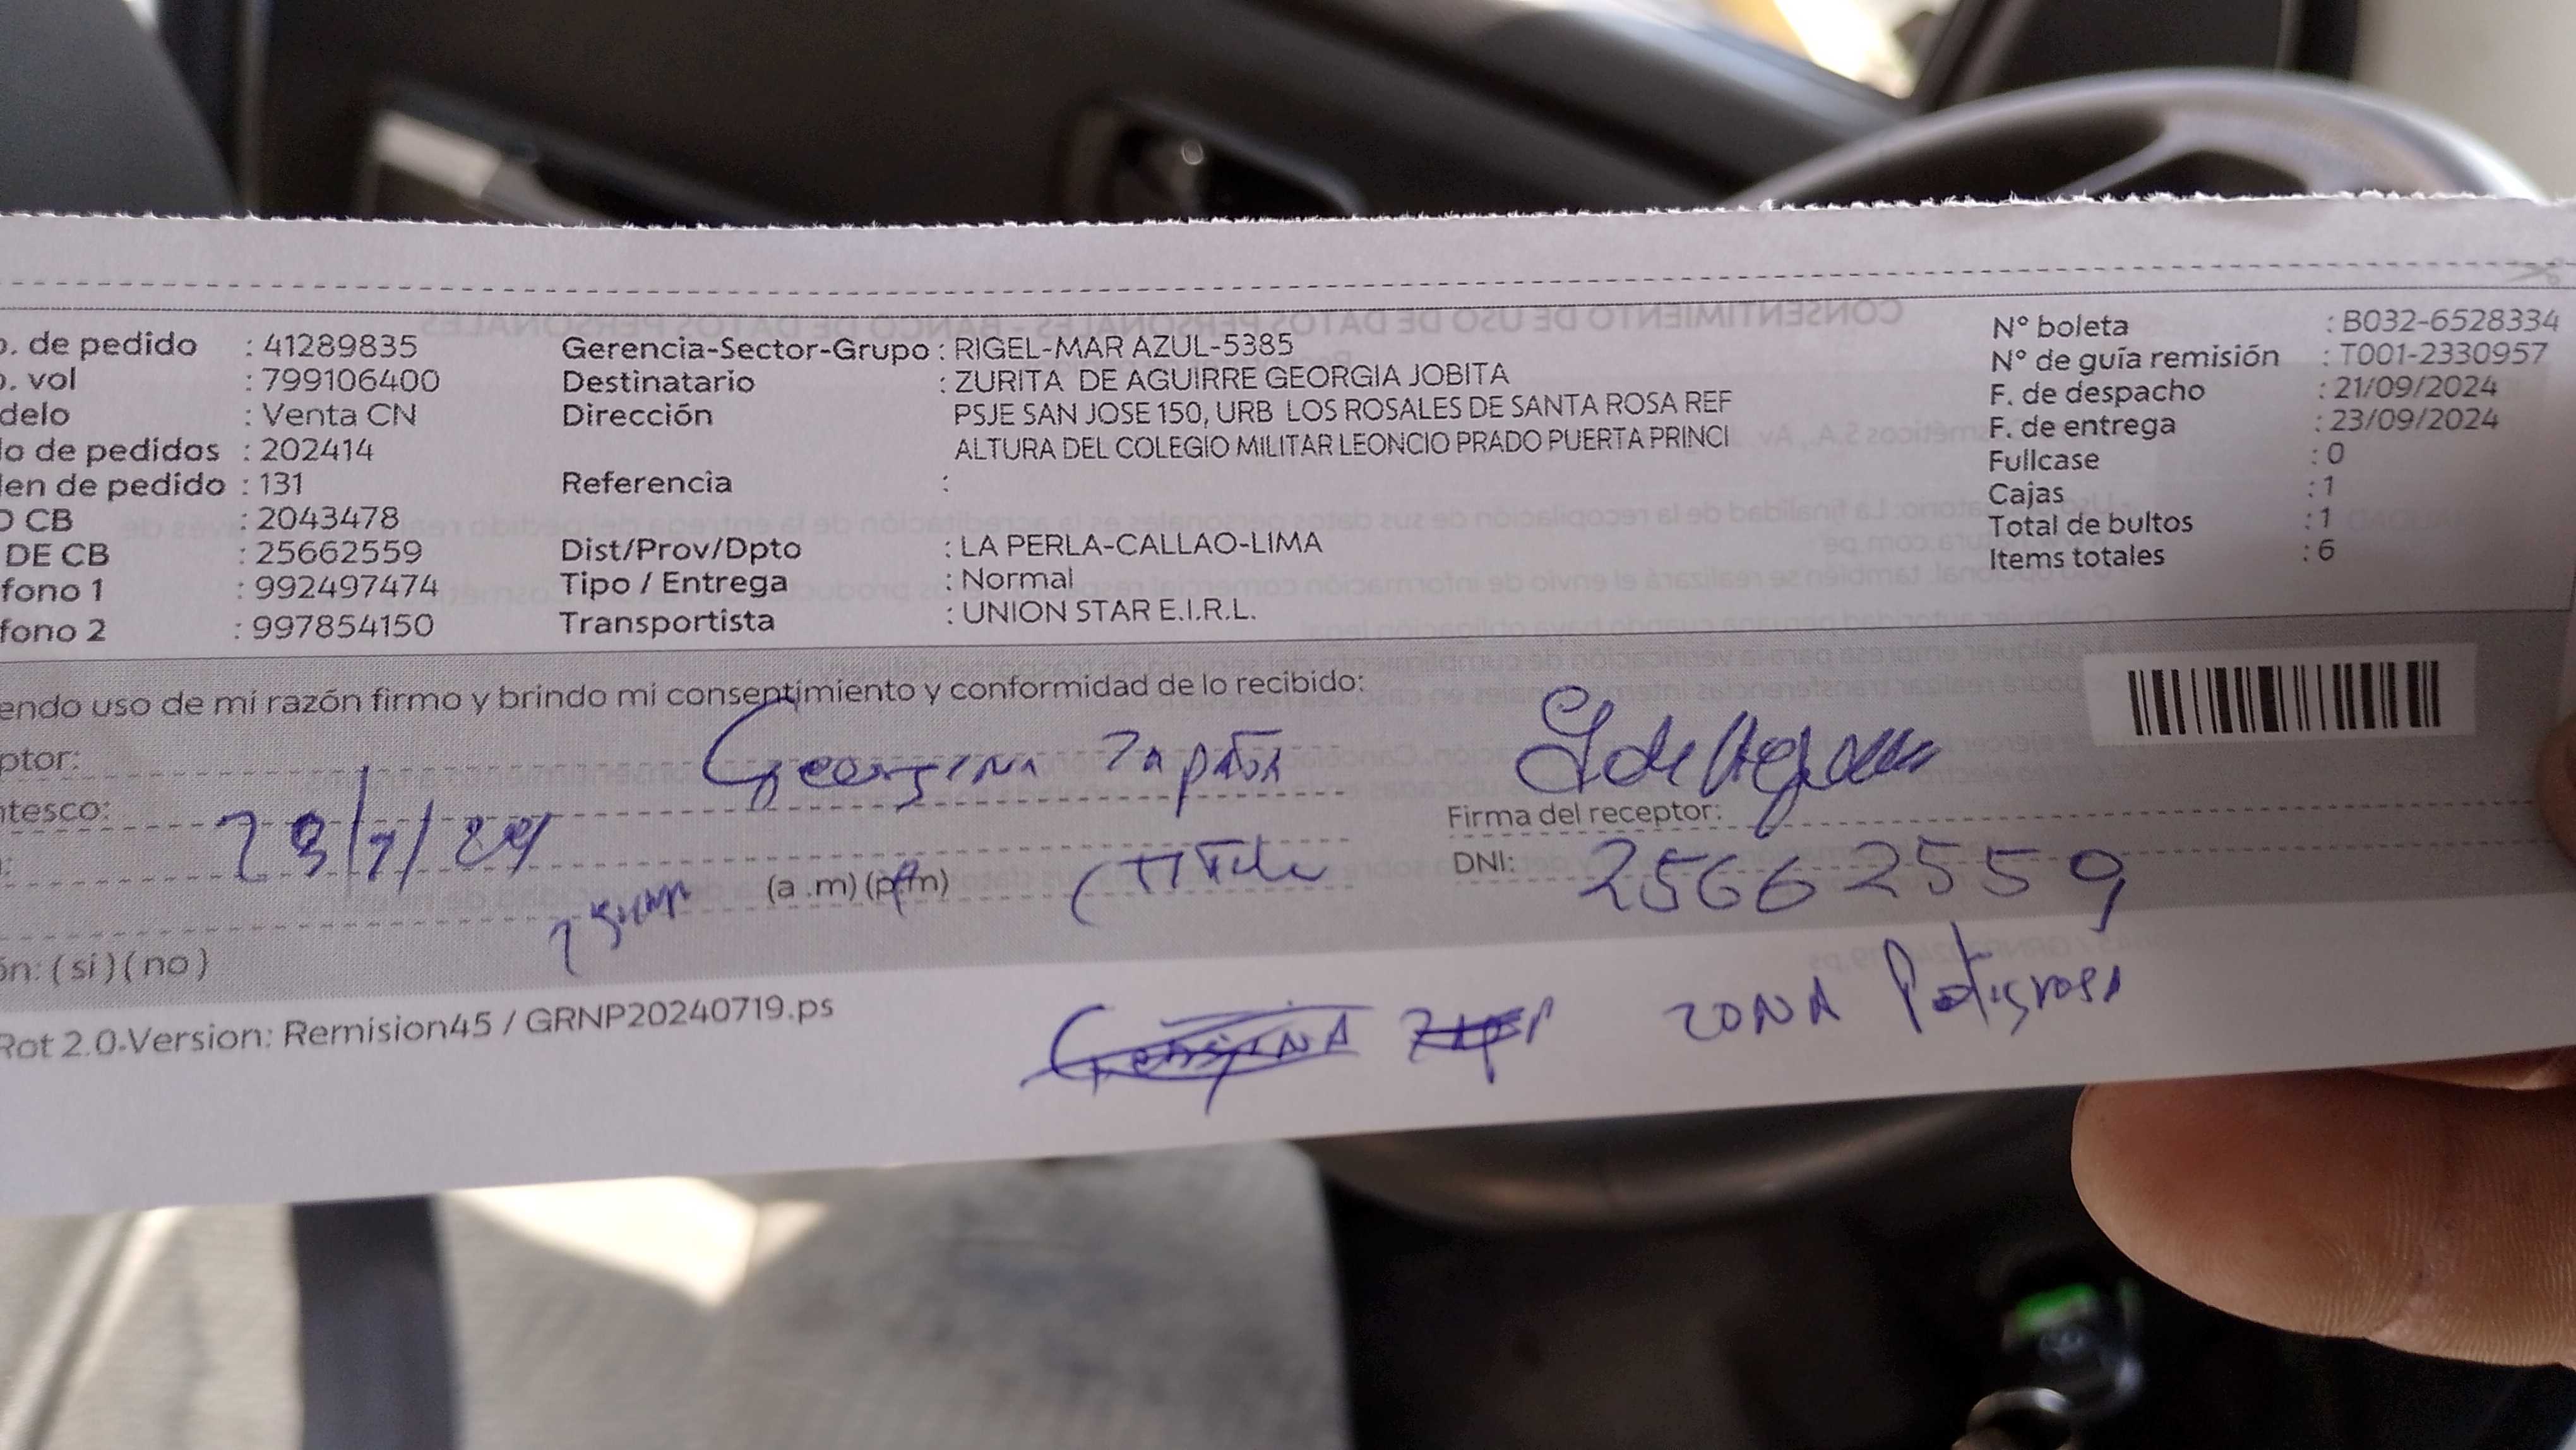 o. de pedido : 41289835 Gerencia-Sector-Grupo : RIGEL-MAR AZUL-5385 N° boleta : B032-6528334
o. vol : 799106400 Destinatario : ZURITA DE AGUIRRE GEORGIA JOBITA N° de guía remisión : T001-2330957
delo : Venta CN Dirección PSJE SAN JOSE 150, URB LOS ROSALES DE SANTA ROSA REF F. de despacho : 21/09/2024
do de pedidos : 202414 ALTURA DEL COLEGIO MILITAR LEONCIO PRADO PUERTA PRINCI F. de entrega : 23/09/2024
den de pedido : 131 Referencia : Fullcase : 0
O CB : 2043478 Cajas : 1
DE CB : 25662559 Dist/Prov/Dpto : LA PERLA-CALLAO-LIMA Total de bultos : 1
fono 1 : 992497474 Tipo / Entrega : Normal Items totales : 6
fono 2 : 997854150 Transportista : UNION STAR E.I.R.L.
endo uso de mi razón firmo y brindo mi consentimiento y conformidad de lo recibido:
ptor: Georgina
ntesco: Firma del receptor:
(a .m) (p.m) DNI: 25662559
ón: ( si ) ( no )
ZONA Peligrosa
Rot 2.0.Version: Remision45 / GRNP20240719.ps